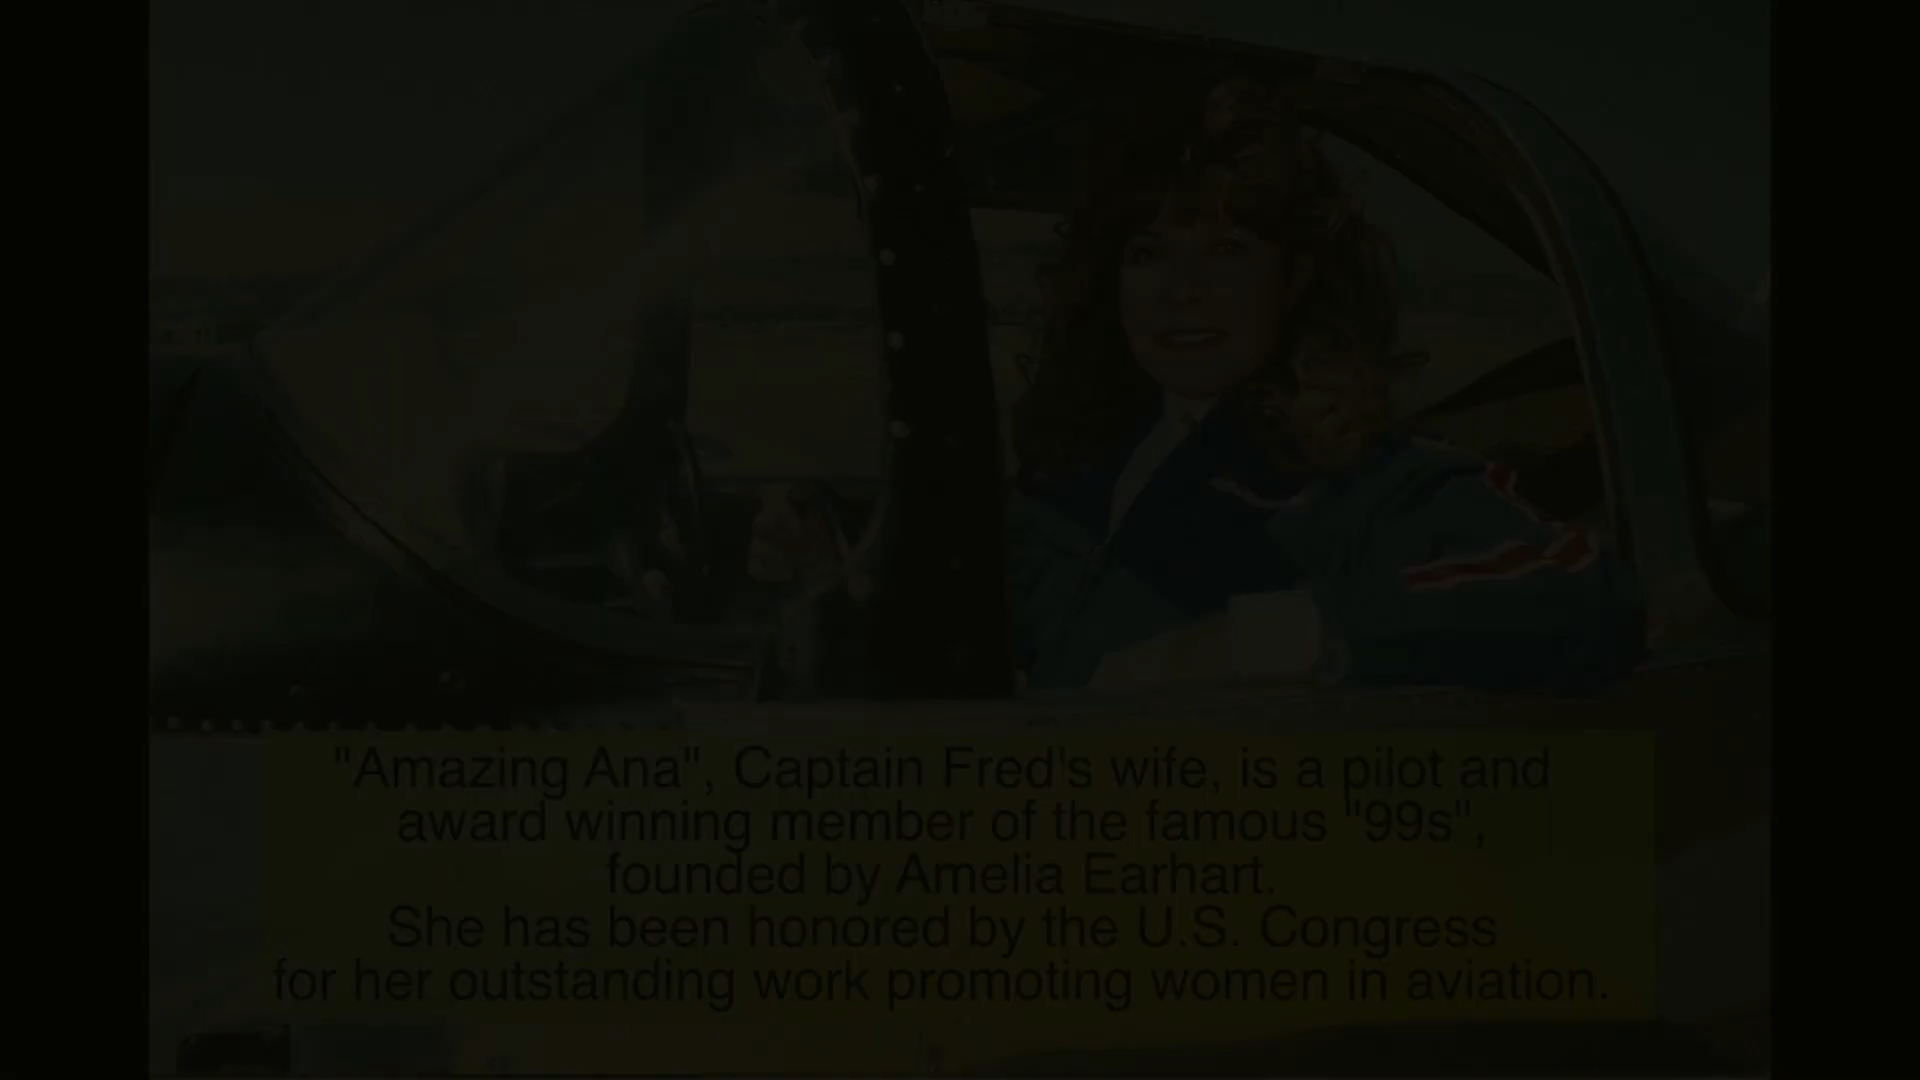 "Amazing Ana", Captain Fred's wife, is a pilot and
award winning member of the famous "99s",
founded by Amelia Earhart.
She has been honored by the U.S. Congress
for her outstanding work promoting women in aviation.